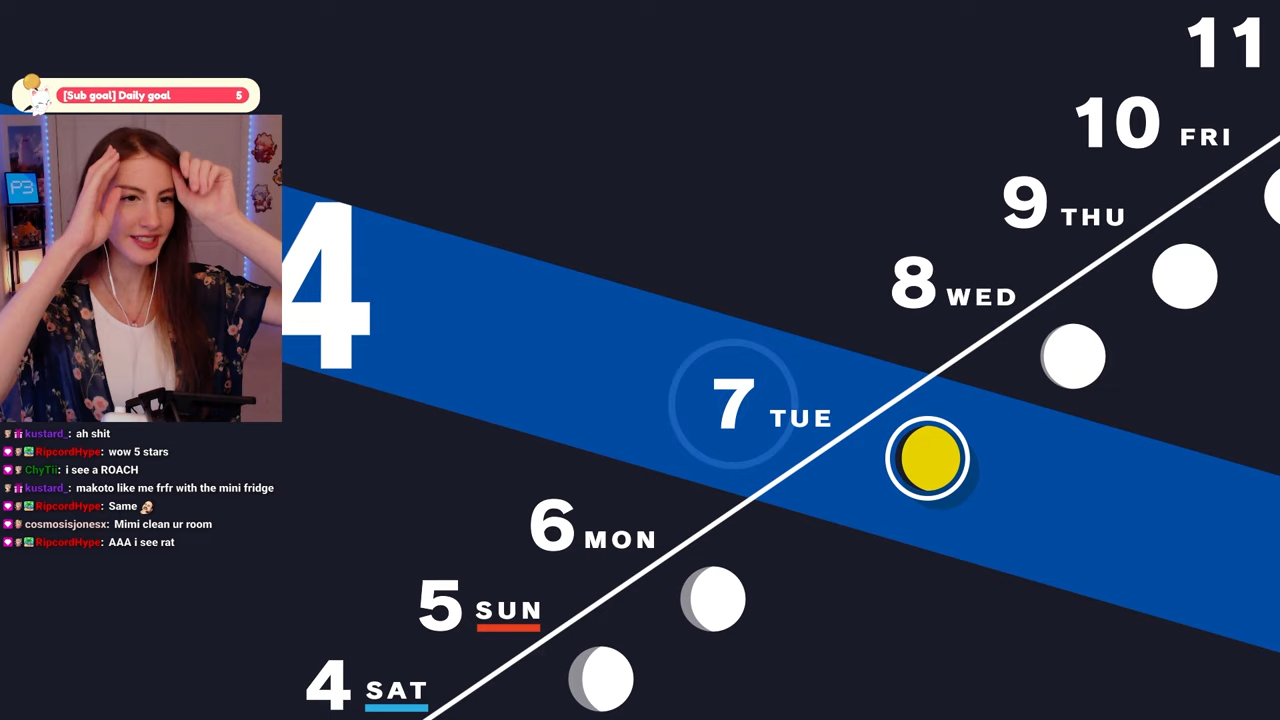 11
10 FRI
9 THU
8 WED
7 TUE
6 MON
5 SUN
4 SAT
4
[Sub goal] Daily goal 5
P3
kustard_: ah shit
RipcordHype: wow 5 stars
ChyTii: i see a ROACH
kustard_: makoto like me frfr with the mini fridge
RipcordHype: Same
cosmosisjonesx: Mimi clean ur room
RipcordHype: AAA i see rat